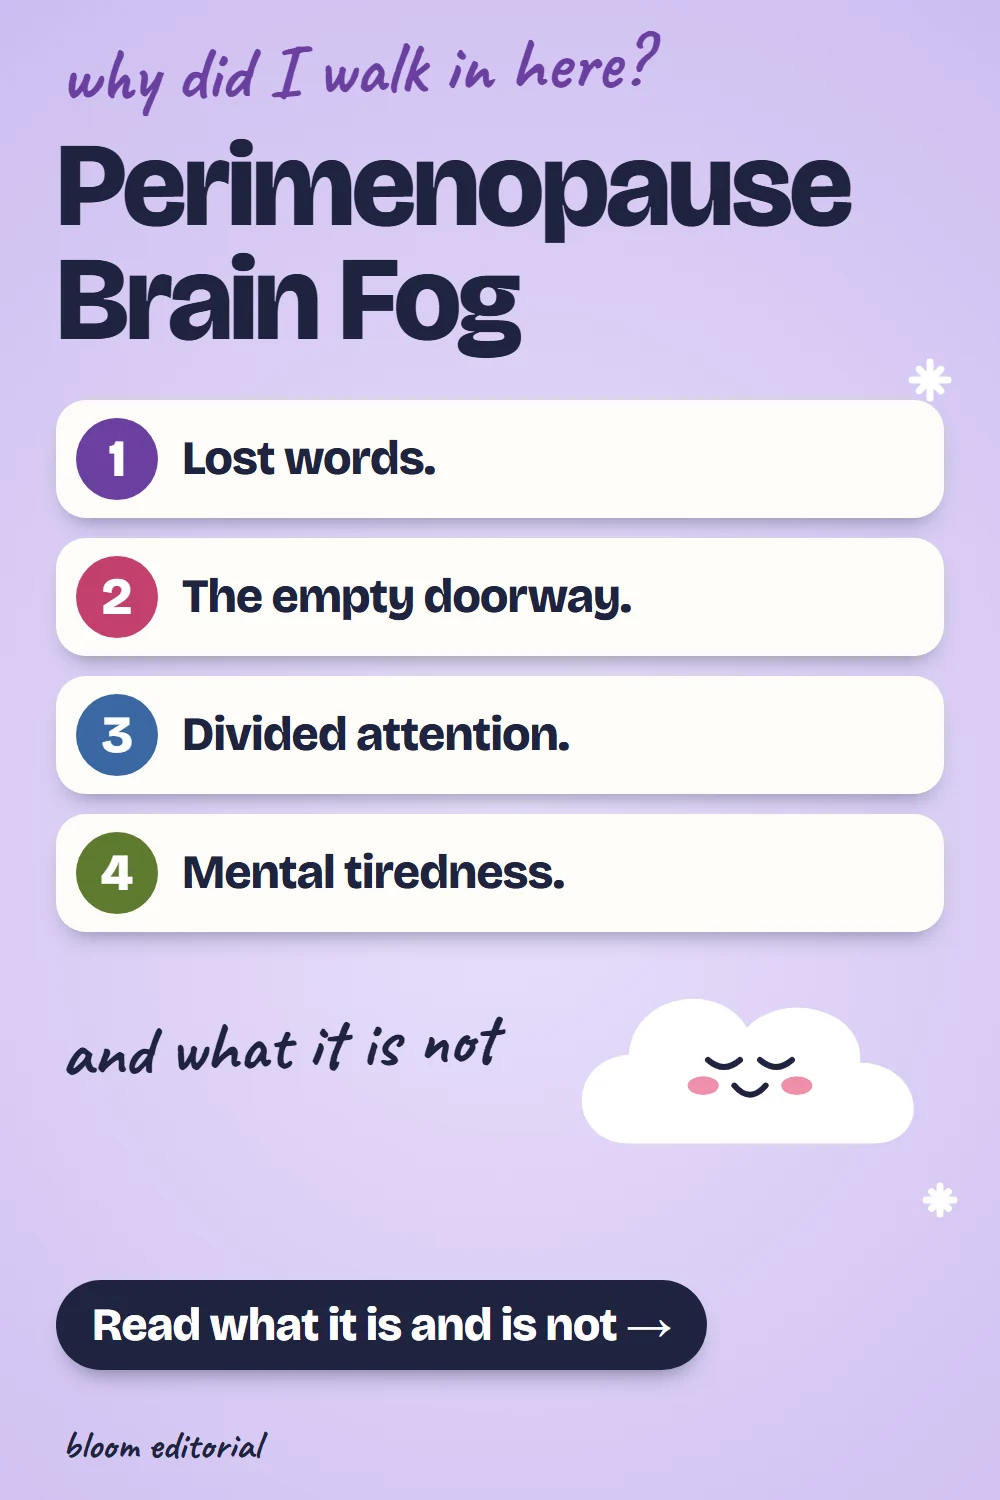 why did I walk in here?
Perimenopause
Brain Fog
1 Lost words.
2 The empty doorway.
3 Divided attention.
4 Mental tiredness.
and what it is not
Read what it is and is not →
bloom editorial